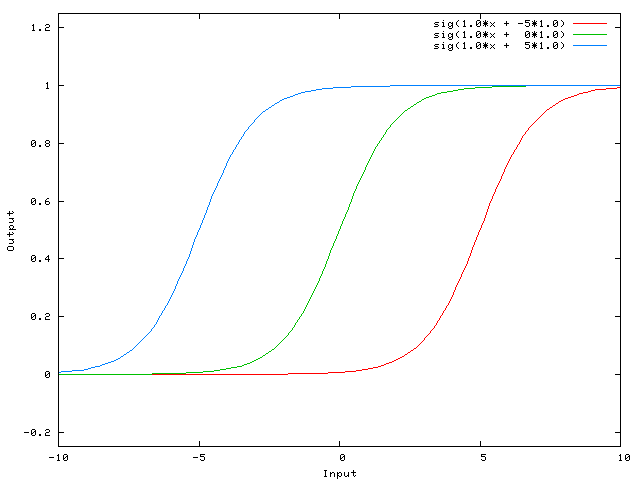 1.2
sig(1.0*x + -5*1.0)
sig(1.0*x +  0*1.0)
sig(1.0*x +  5*1.0)
1
0.8
0.6
Output
0.4
0.2
0
-0.2
-10 -5 0 5 10
Input